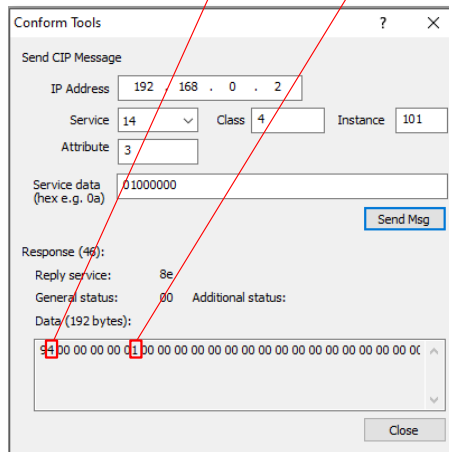 Conform Tools ? ×
Send CIP Message
IP Address 192 . 168 . 0 . 2
Service 14 Class 4 Instance 101
Attribute 3
Service data 01000000
(hex e.g. 0a)
Send Msg
Response (46):
Reply service: 8e
General status: 00 Additional status:
Data (192 bytes):
94 00 00 00 00 01 00 00 00 00 00 00 00 00 00 00 00 00 00 00 00 00
Close